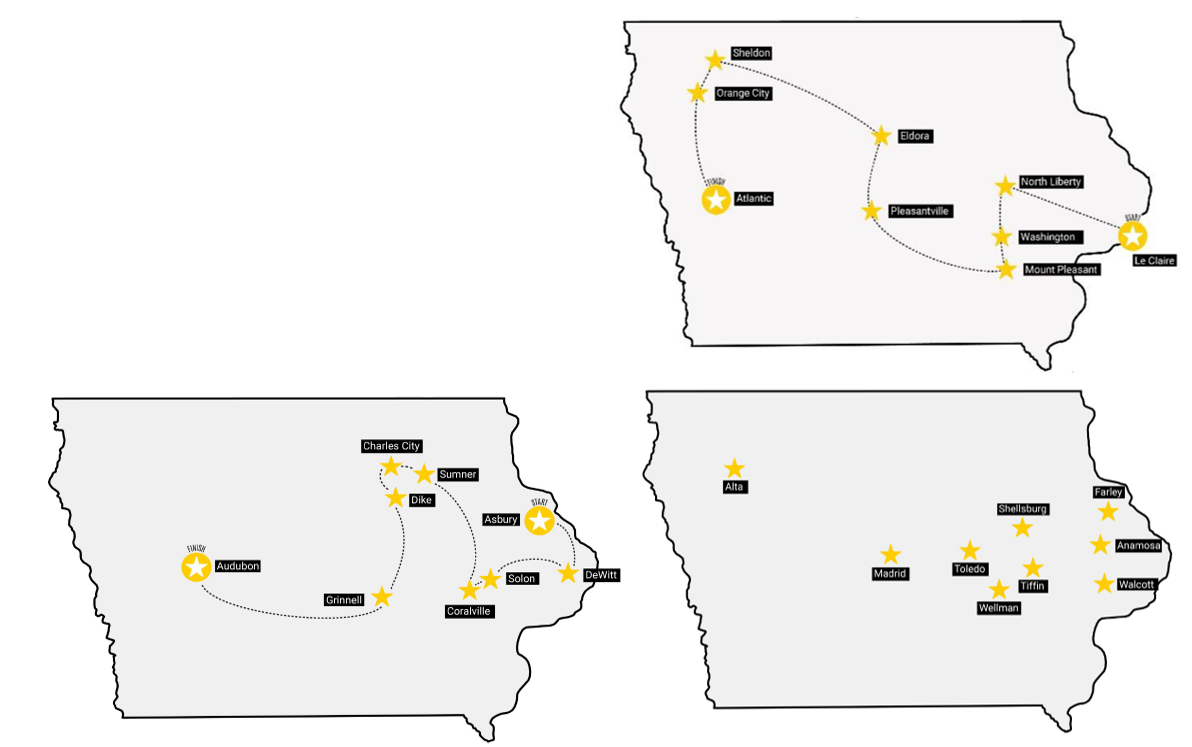 Sheldon
Orange City
Eldora
North Liberty
FINISH
Atlantic
Pleasantville
START
Washington
Le Claire
Mount Pleasant
Charles City
Sumner
Dike
START
Asbury
FINISH
Audubon
DeWitt
Solon
Grinnell
Coralville
Alta
Farley
Shellsburg
Anamosa
Madrid
Toledo
Tiffin
Walcott
Wellman